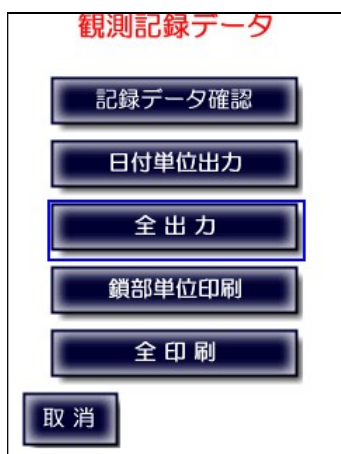 観測記録データ
記録データ確認
日付単位出力
全出力
鎖部単位印刷
全印刷
取消